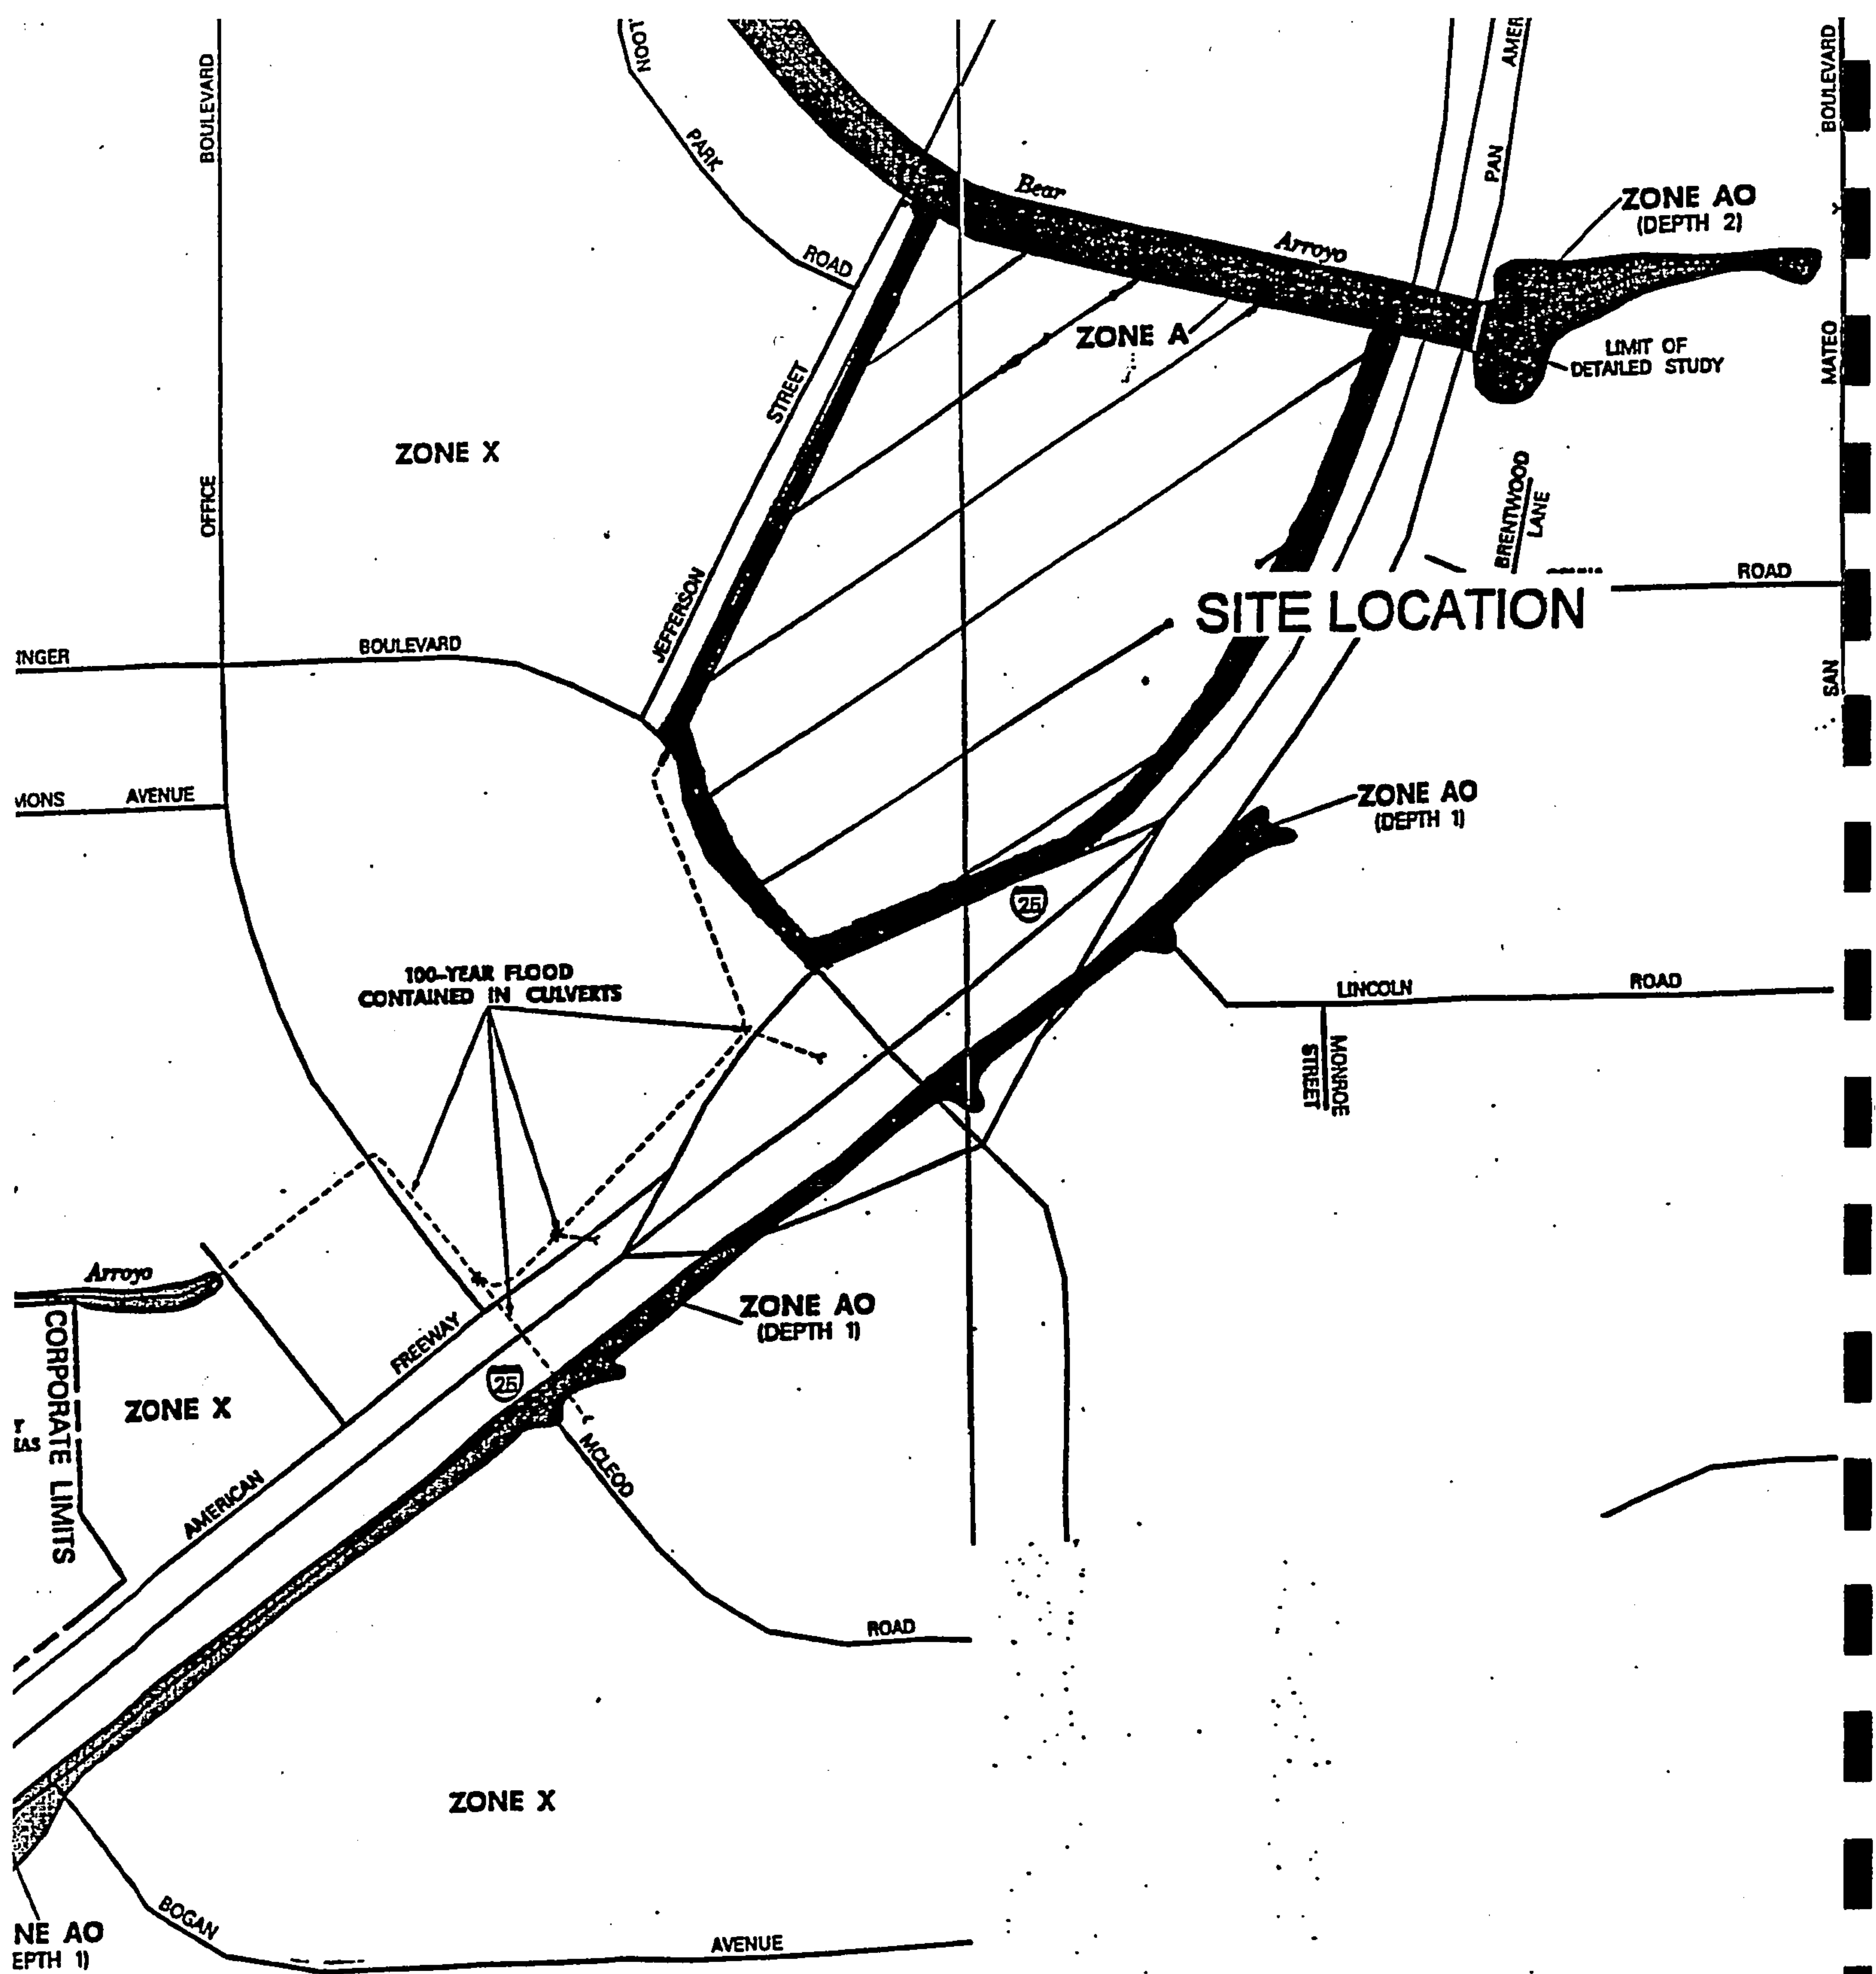 LOON
AMER
BOULEVARD
BOULEVARD
PARK
PAN
Bear
ZONE AO
(DEPTH 2)
ROAD
Arroyo
ZONE A
LIMIT OF
DETAILED STUDY
MATEO
STREET
ZONE X
OFFICE
BRENTWOOD
LANE
ROAD
SITE LOCATION
JEFFERSON
INGER
BOULEVARD
SAN
MONS
AVENUE
ZONE AO
(DEPTH 1)
25
100-YEAR FLOOD
CONTAINED IN CULVERTS
LINCOLN
ROAD
MONROE
STREET
Arroyo
ZONE AO
(DEPTH 1)
FREEWAY
25
CORPORATE LIMITS
ZONE X
EAS
MCLEOD
AMERICAN
ROAD
ZONE X
BOGAN
NE AO
EPTH 1)
AVENUE